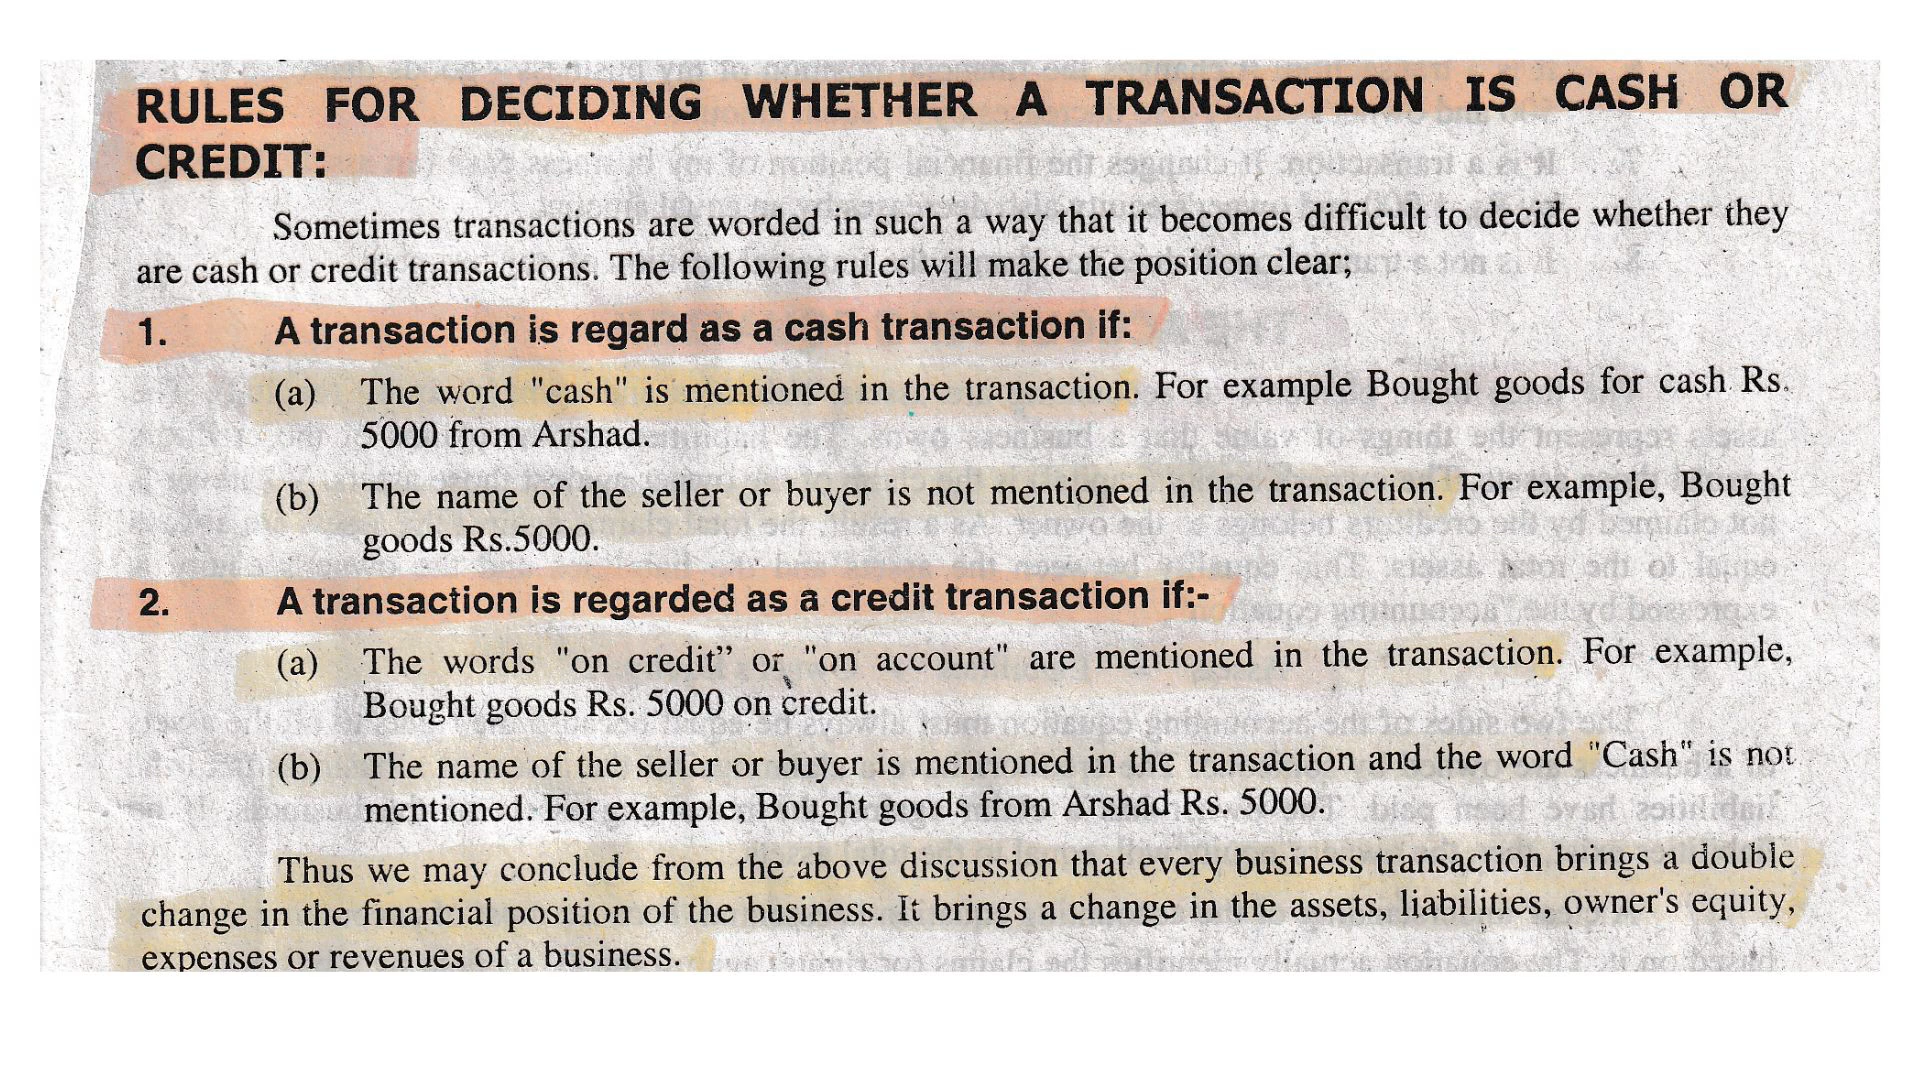 RULES FOR DECIDING WHETHER A TRANSACTION IS CASH OR
CREDIT:
Sometimes transactions are worded in such a way that it becomes difficult to decide whether they
are cash or credit transactions. The following rules will make the position clear;
1. A transaction is regard as a cash transaction if:
(a) The word "cash" is mentioned in the transaction. For example Bought goods for cash Rs.
5000 from Arshad.
(b) The name of the seller or buyer is not mentioned in the transaction. For example, Bought
goods Rs.5000.
2. A transaction is regarded as a credit transaction if:-
(a) The words "on credit” or "on account" are mentioned in the transaction. For example,
Bought goods Rs. 5000 on credit.
(b) The name of the seller or buyer is mentioned in the transaction and the word "Cash" is not
mentioned. For example, Bought goods from Arshad Rs. 5000.
Thus we may conclude from the above discussion that every business transaction brings a double
change in the financial position of the business. It brings a change in the assets, liabilities, owner's equity,
expenses or revenues of a business.